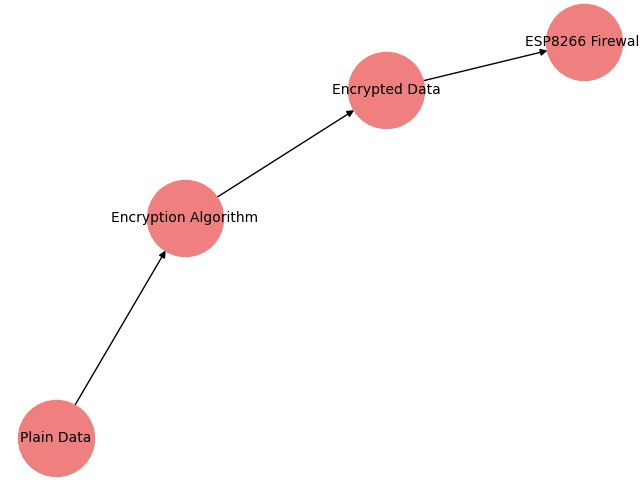 ESP8266 Firewal
Encrypted Data
Encryption Algorithm
Plain Data